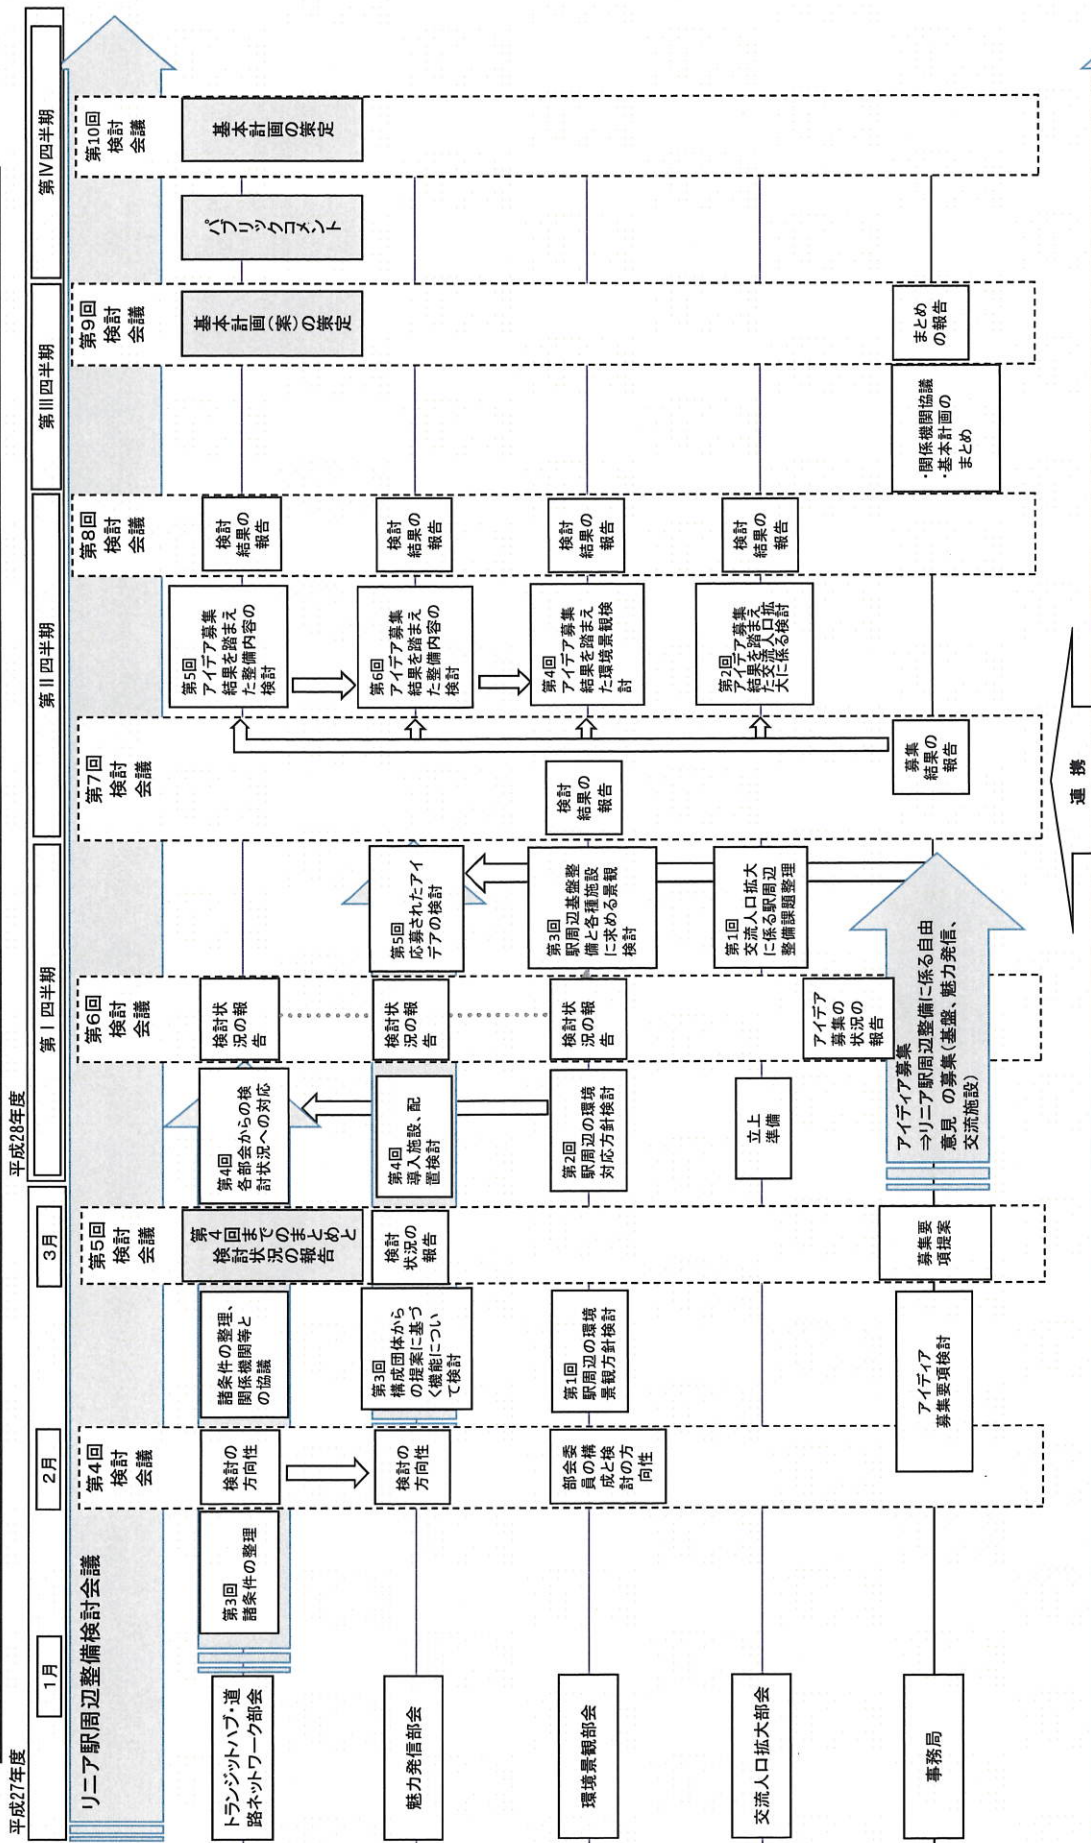 平成27年度
平成28年度
1月
2月
3月
第Ⅰ四半期
第Ⅱ四半期
第Ⅲ四半期
第Ⅳ四半期
リニア駅周辺整備検討会議
第4回
検討
会議
第5回
検討
会議
第6回
検討
会議
第7回
検討
会議
第8回
検討
会議
第9回
検討
会議
第10回
検討
会議
トランジットハブ・道
路ネットワーク部会
第3回
諸条件の整理
検討の
方向性
諸条件の整理、
関係機関等と
の協議
第4回までのまとめと
検討状況の報告
第4回
各部会からの検
討状況への対応
検討状
況の報
告
第5回
アイデア募集
結果を踏まえ
た整備内容の
検討
検討
結果の
報告
基本計画(案)の策定
パブリックコメント
基本計画の策定
魅力発信部会
検討の
方向性
第3回
構成団体から
の提案に基づ
く機能につい
て検討
検討
状況の
報告
第4回
導入施設、配
置検討
検討状
況の報
告
第5回
応募されたアイ
デアの検討
第6回
アイデア募集
結果を踏まえ
た整備内容の
検討
検討
結果の
報告
環境景観部会
部会委
員の構
成と検
討の方
向性
第1回
駅周辺の環境
景観方針検討
第2回
駅周辺の環境
対応方針検討
検討状
況の報
告
第3回
駅周辺基盤整
備と各種施設
に求める景観
検討
検討
結果の
報告
第4回
アイデア募集
結果を踏まえ
た環境景観検
討
検討
結果の
報告
交流人口拡大部会
立上
準備
第1回
交流人口拡大
に係る駅周辺
整備課題整理
第2回
アイデア募集
結果を踏まえ
た交流人口拡
大に係る検討
検討
結果の
報告
事務局
アイディア
募集要項検討
募集要
項提案
アイデア
募集の
状況の
報告
アイディア募集
⇒リニア駅周辺整備に係る自由
意見 の募集(基盤、魅力発信、
交流施設)
募集
結果の
報告
・関係機関協議
・基本計画の
まとめ
まとめ
の報告
連 携